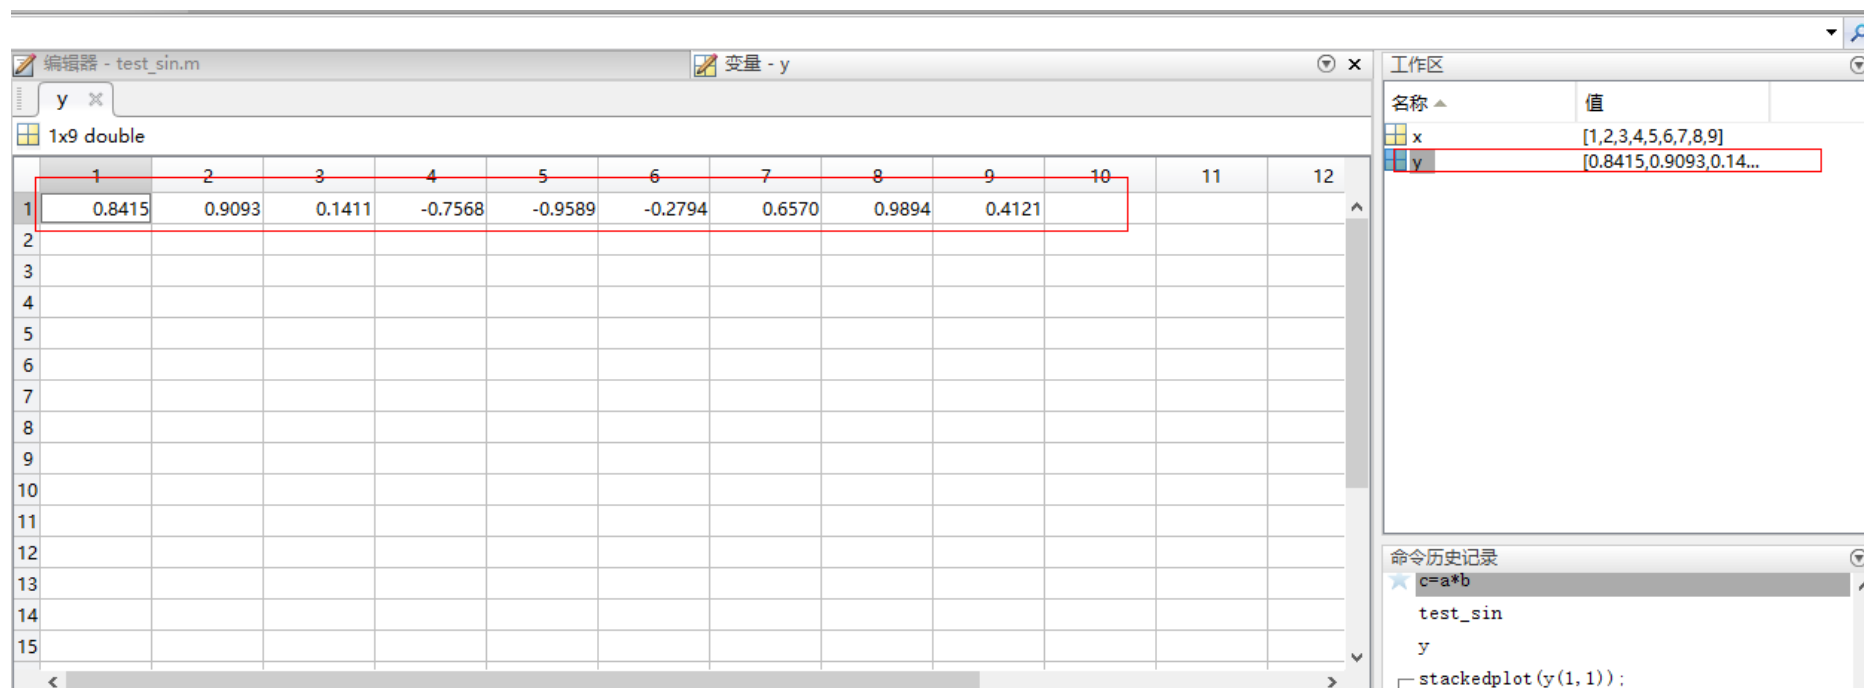 编辑器 - test_sin.m
变量 - y
y
1x9 double
1 2 3 4 5 6 7 8 9 10 11 12
1 0.8415 0.9093 0.1411 -0.7568 -0.9589 -0.2794 0.6570 0.9894 0.4121
2
3
4
5
6
7
8
9
10
11
12
13
14
15
工作区
名称 值
x [1,2,3,4,5,6,7,8,9]
y [0.8415,0.9093,0.14...
命令历史记录
c=a*b
test_sin
y
stackedplot(y(1,1));